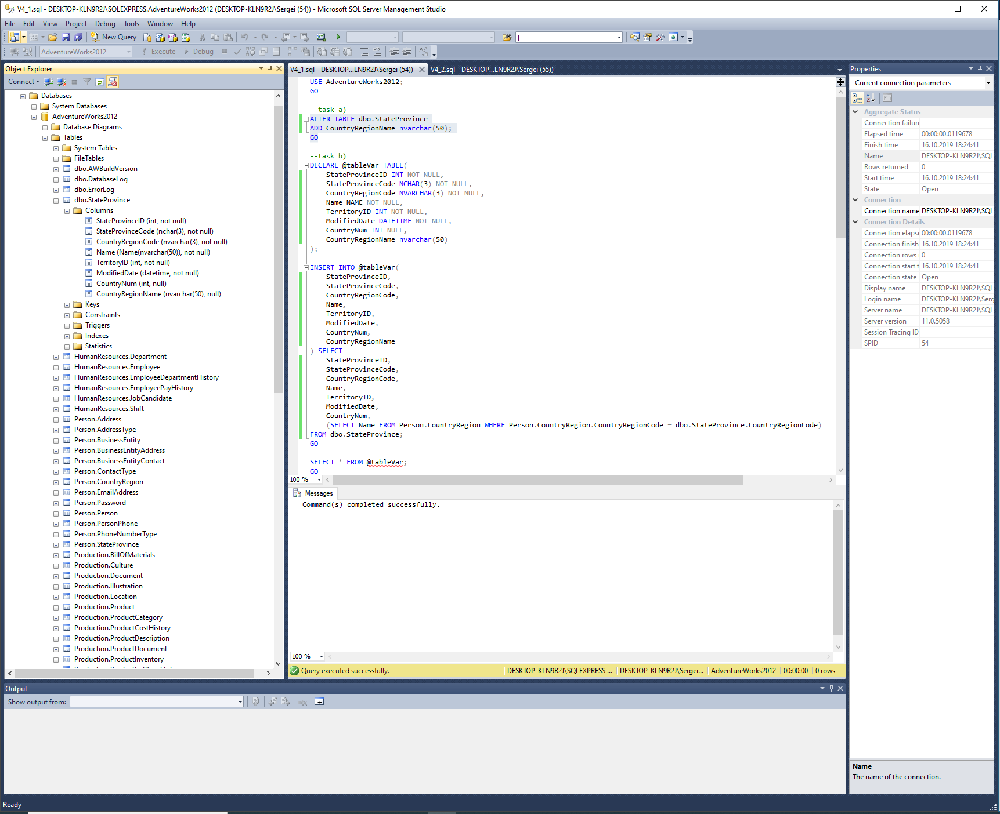 V4_1.sql - DESKTOP-KLN9R2J\SQLEXPRESS.AdventureWorks2012 (DESKTOP-KLN9R2J\Sergei (54)) - Microsoft SQL Server Management Studio
File Edit View Project Debug Tools Window Help
New Query ]
AdventureWorks2012 Execute Debug
Object Explorer
Connect
Databases
System Databases
AdventureWorks2012
Database Diagrams
Tables
System Tables
FileTables
dbo.AWBuildVersion
dbo.DatabaseLog
dbo.ErrorLog
dbo.StateProvince
Columns
StateProvinceID (int, not null)
StateProvinceCode (nchar(3), not null)
CountryRegionCode (nvarchar(3), not null)
Name (Name(nvarchar(50)), not null)
TerritoryID (int, not null)
ModifiedDate (datetime, not null)
CountryNum (int, null)
CountryRegionName (nvarchar(50), null)
Keys
Constraints
Triggers
Indexes
Statistics
HumanResources.Department
HumanResources.Employee
HumanResources.EmployeeDepartmentHistory
HumanResources.EmployeePayHistory
HumanResources.JobCandidate
HumanResources.Shift
Person.Address
Person.AddressType
Person.BusinessEntity
Person.BusinessEntityAddress
Person.BusinessEntityContact
Person.ContactType
Person.CountryRegion
Person.EmailAddress
Person.Password
Person.Person
Person.PersonPhone
Person.PhoneNumberType
Person.StateProvince
Production.BillOfMaterials
Production.Culture
Production.Document
Production.Illustration
Production.Location
Production.Product
Production.ProductCategory
Production.ProductCostHistory
Production.ProductDescription
Production.ProductDocument
Production.ProductInventory
V4_1.sql - DESKTOP...LN9R2J\Sergei (54)) V4_2.sql - DESKTOP...LN9R2J\Sergei (55))
USE AdventureWorks2012;
GO
--task a)
ALTER TABLE dbo.StateProvince
ADD CountryRegionName nvarchar(50);
GO
--task b)
DECLARE @tableVar TABLE(
StateProvinceID INT NOT NULL,
StateProvinceCode NCHAR(3) NOT NULL,
CountryRegionCode NVARCHAR(3) NOT NULL,
Name NAME NOT NULL,
TerritoryID INT NOT NULL,
ModifiedDate DATETIME NOT NULL,
CountryNum INT NULL,
CountryRegionName nvarchar(50)
);
INSERT INTO @tableVar(
StateProvinceID,
StateProvinceCode,
CountryRegionCode,
Name,
TerritoryID,
ModifiedDate,
CountryNum,
CountryRegionName
) SELECT
StateProvinceID,
StateProvinceCode,
CountryRegionCode,
Name,
TerritoryID,
ModifiedDate,
CountryNum,
(SELECT Name FROM Person.CountryRegion WHERE Person.CountryRegion.CountryRegionCode = dbo.StateProvince.CountryRegionCode)
FROM dbo.StateProvince;
GO
SELECT * FROM @tableVar;
GO
100 %
Messages
Command(s) completed successfully.
100 %
Query executed successfully. DESKTOP-KLN9R2J\SQLEXPRESS ... DESKTOP-KLN9R2J\Sergei... AdventureWorks2012 00:00:00 0 rows
Properties
Current connection parameters
Aggregate Status
Connection failur
Elapsed time 00:00:00.0119678
Finish time 16.10.2019 18:24:41
Name DESKTOP-KLN9R2J\SQL
Rows returned 0
Start time 16.10.2019 18:24:41
State Open
Connection
Connection name DESKTOP-KLN9R2J\SQL
Connection Details
Connection elaps 00:00:00.0119678
Connection finish 16.10.2019 18:24:41
Connection rows 0
Connection start t 16.10.2019 18:24:41
Connection state Open
Display name DESKTOP-KLN9R2J\SQL
Login name DESKTOP-KLN9R2J\Serg
Server name DESKTOP-KLN9R2J\SQL
Server version 11.0.5058
Session Tracing ID
SPID 54
Name
The name of the connection.
Output
Show output from:
Ready